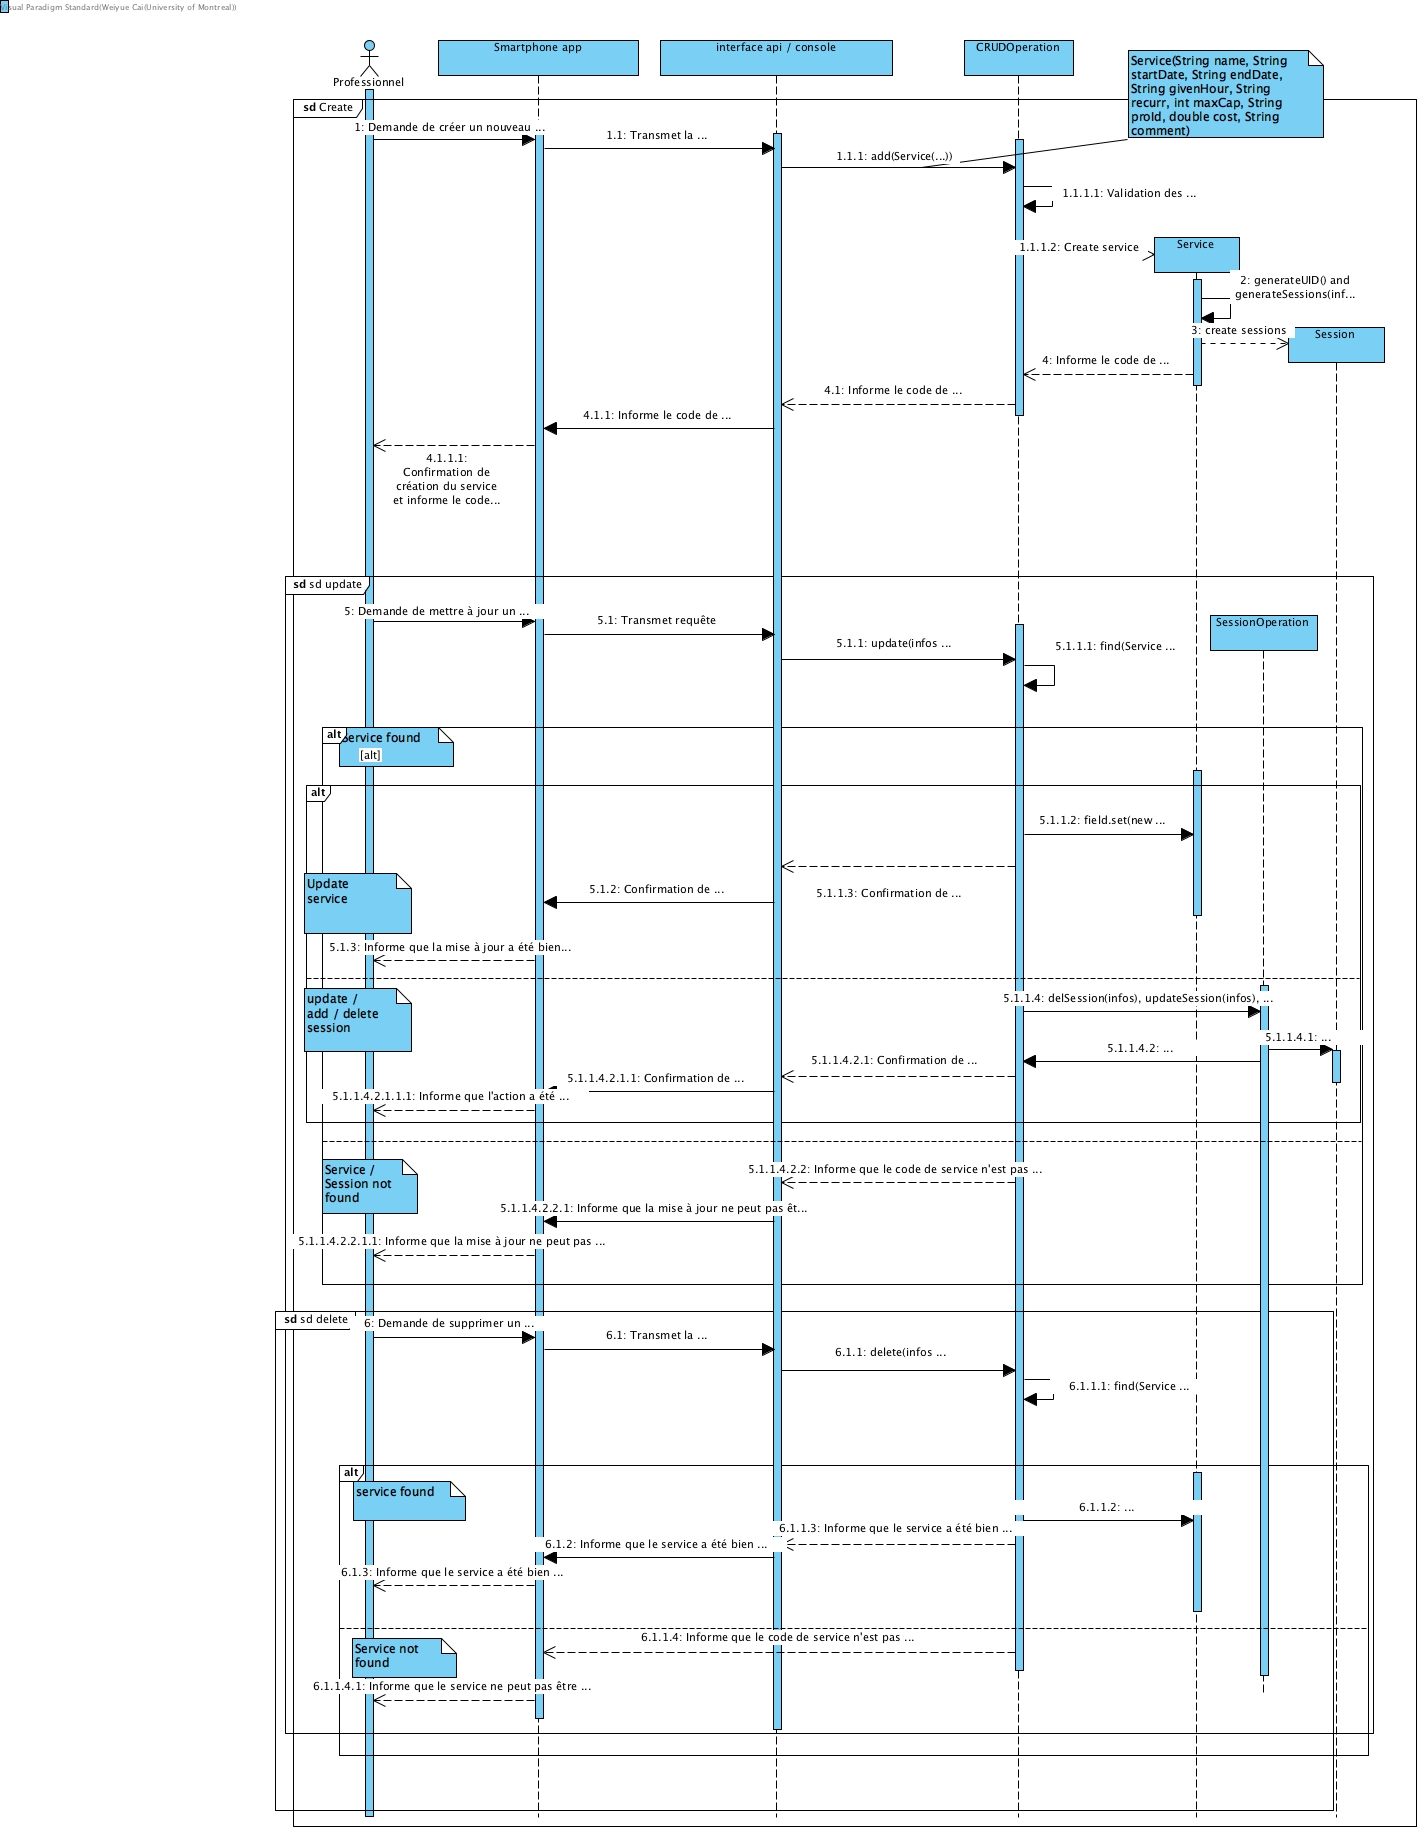 Visual Paradigm Standard(Weiyue Cai(University of Montreal))
Professionnel
Smartphone app
interface api / console
CRUDOperation
Service(String name, String
startDate, String endDate,
String givenHour, String
recurr, int maxCap, String
proId, double cost, String
comment)
sd Create
1: Demande de créer un nouveau ...
1.1: Transmet la ...
1.1.1: add(Service(...))
1.1.1.1: Validation des ...
1.1.1.2: Create service
Service
2: generateUID() and
generateSessions(inf...
3: create sessions
Session
4: Informe le code de ...
4.1: Informe le code de ...
4.1.1: Informe le code de ...
4.1.1.1:
Confirmation de
création du service
et informe le code...
sd sd update
5: Demande de mettre à jour un ...
5.1: Transmet requête
SessionOperation
5.1.1: update(infos ...
5.1.1.1: find(Service ...
alt
Service found
[alt]
alt
5.1.1.2: field.set(new ...
Update
service
5.1.2: Confirmation de ...
5.1.1.3: Confirmation de ...
5.1.3: Informe que la mise à jour a été bien...
update /
add / delete
session
5.1.1.4: delSession(infos), updateSession(infos), ...
5.1.1.4.1: ...
5.1.1.4.2: ...
5.1.1.4.2.1: Confirmation de ...
5.1.1.4.2.1.1: Confirmation de ...
5.1.1.4.2.1.1.1: Informe que l'action a été ...
Service /
Session not
found
5.1.1.4.2.2: Informe que le code de service n'est pas ...
5.1.1.4.2.2.1: Informe que la mise à jour ne peut pas êt...
5.1.1.4.2.2.1.1: Informe que la mise à jour ne peut pas ...
sd sd delete
6: Demande de supprimer un ...
6.1: Transmet la ...
6.1.1: delete(infos ...
6.1.1.1: find(Service ...
alt
service found
6.1.1.2: ...
6.1.1.3: Informe que le service a été bien ...
6.1.2: Informe que le service a été bien ...
6.1.3: Informe que le service a été bien ...
6.1.1.4: Informe que le code de service n'est pas ...
Service not
found
6.1.1.4.1: Informe que le service ne peut pas être ...